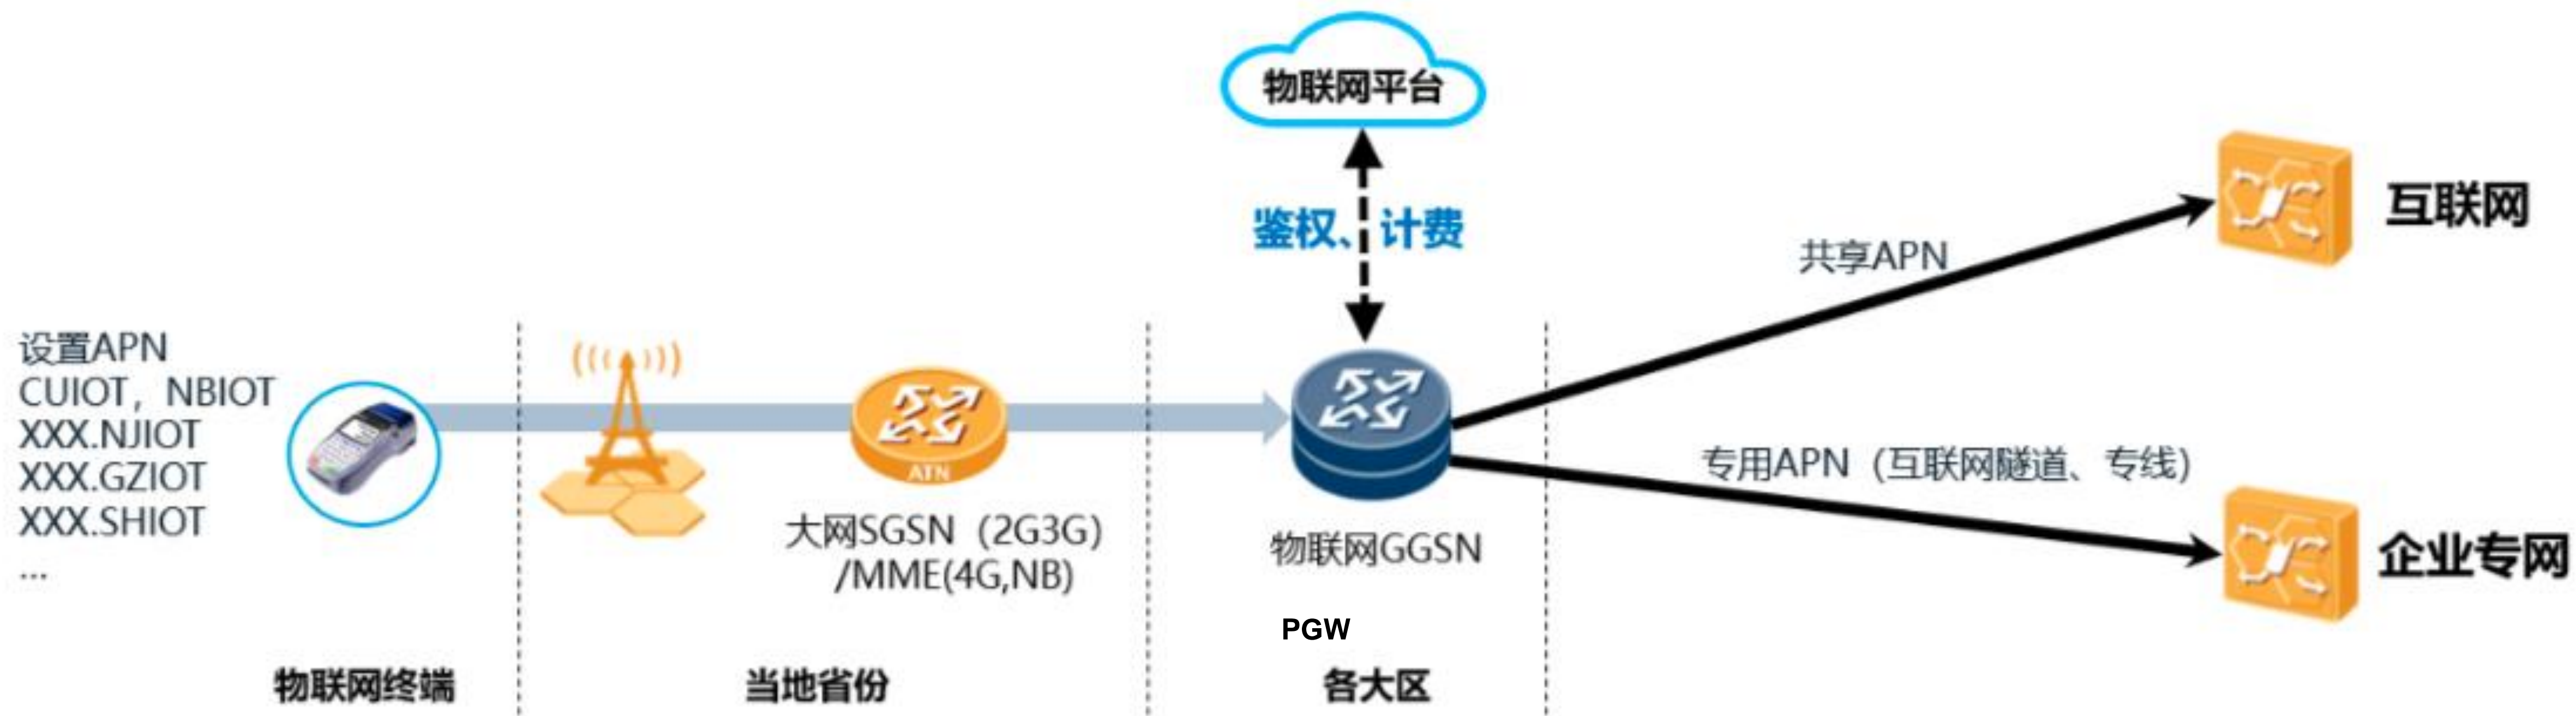 物联网平台
鉴权、计费
互联网
共享APN
设置APN
CUIOT，NBIOT
XXX.NJIOT
XXX.GZIOT
XXX.SHIOT
...
ATN
大网SGSN（2G3G）
/MME(4G,NB)
物联网GGSN
PGW
专用APN（互联网隧道、专线）
企业专网
物联网终端
当地省份
各大区